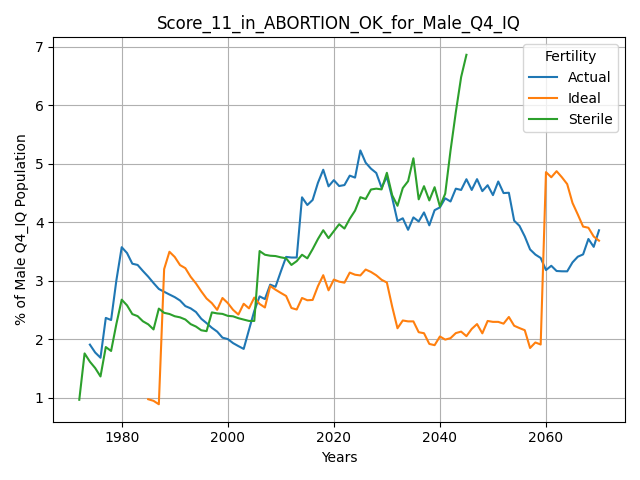 Score_11_in_ABORTION_OK_for_Male_Q4_IQ
% of Male Q4_IQ Population
7
6
5
4
3
2
1
Fertility
Actual
Ideal
Sterile
1980
2000
2020
2040
2060
Years